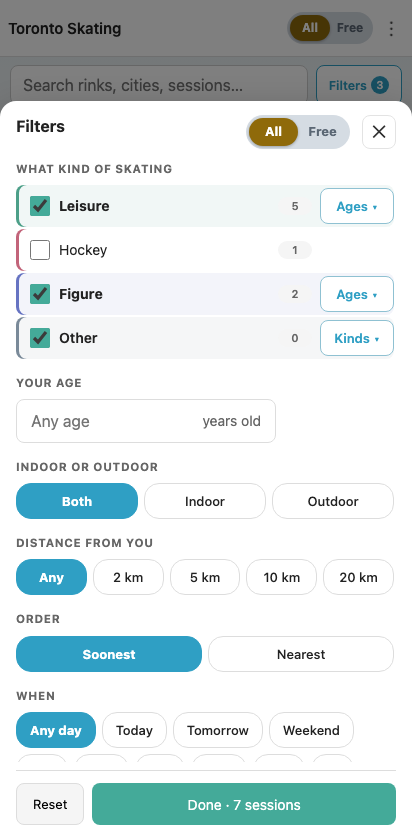 Toronto Skating All Free
Search rinks, cities, sessions... Filters 3
Filters All Free
WHAT KIND OF SKATING
Leisure 5 Ages
Hockey 1
Figure 2 Ages
Other 0 Kinds
YOUR AGE
Any age years old
INDOOR OR OUTDOOR
Both Indoor Outdoor
DISTANCE FROM YOU
Any 2 km 5 km 10 km 20 km
ORDER
Soonest Nearest
WHEN
Any day Today Tomorrow Weekend
Reset Done · 7 sessions